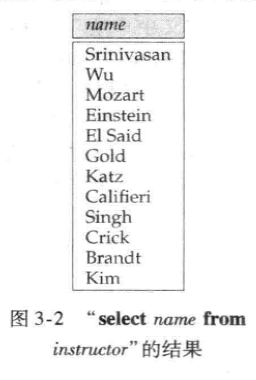 name
Srinivasan
Wu
Mozart
Einstein
El Said
Gold
Katz
Califieri
Singh
Crick
Brandt
Kim
图 3-2 “select name from
instructor”的结果